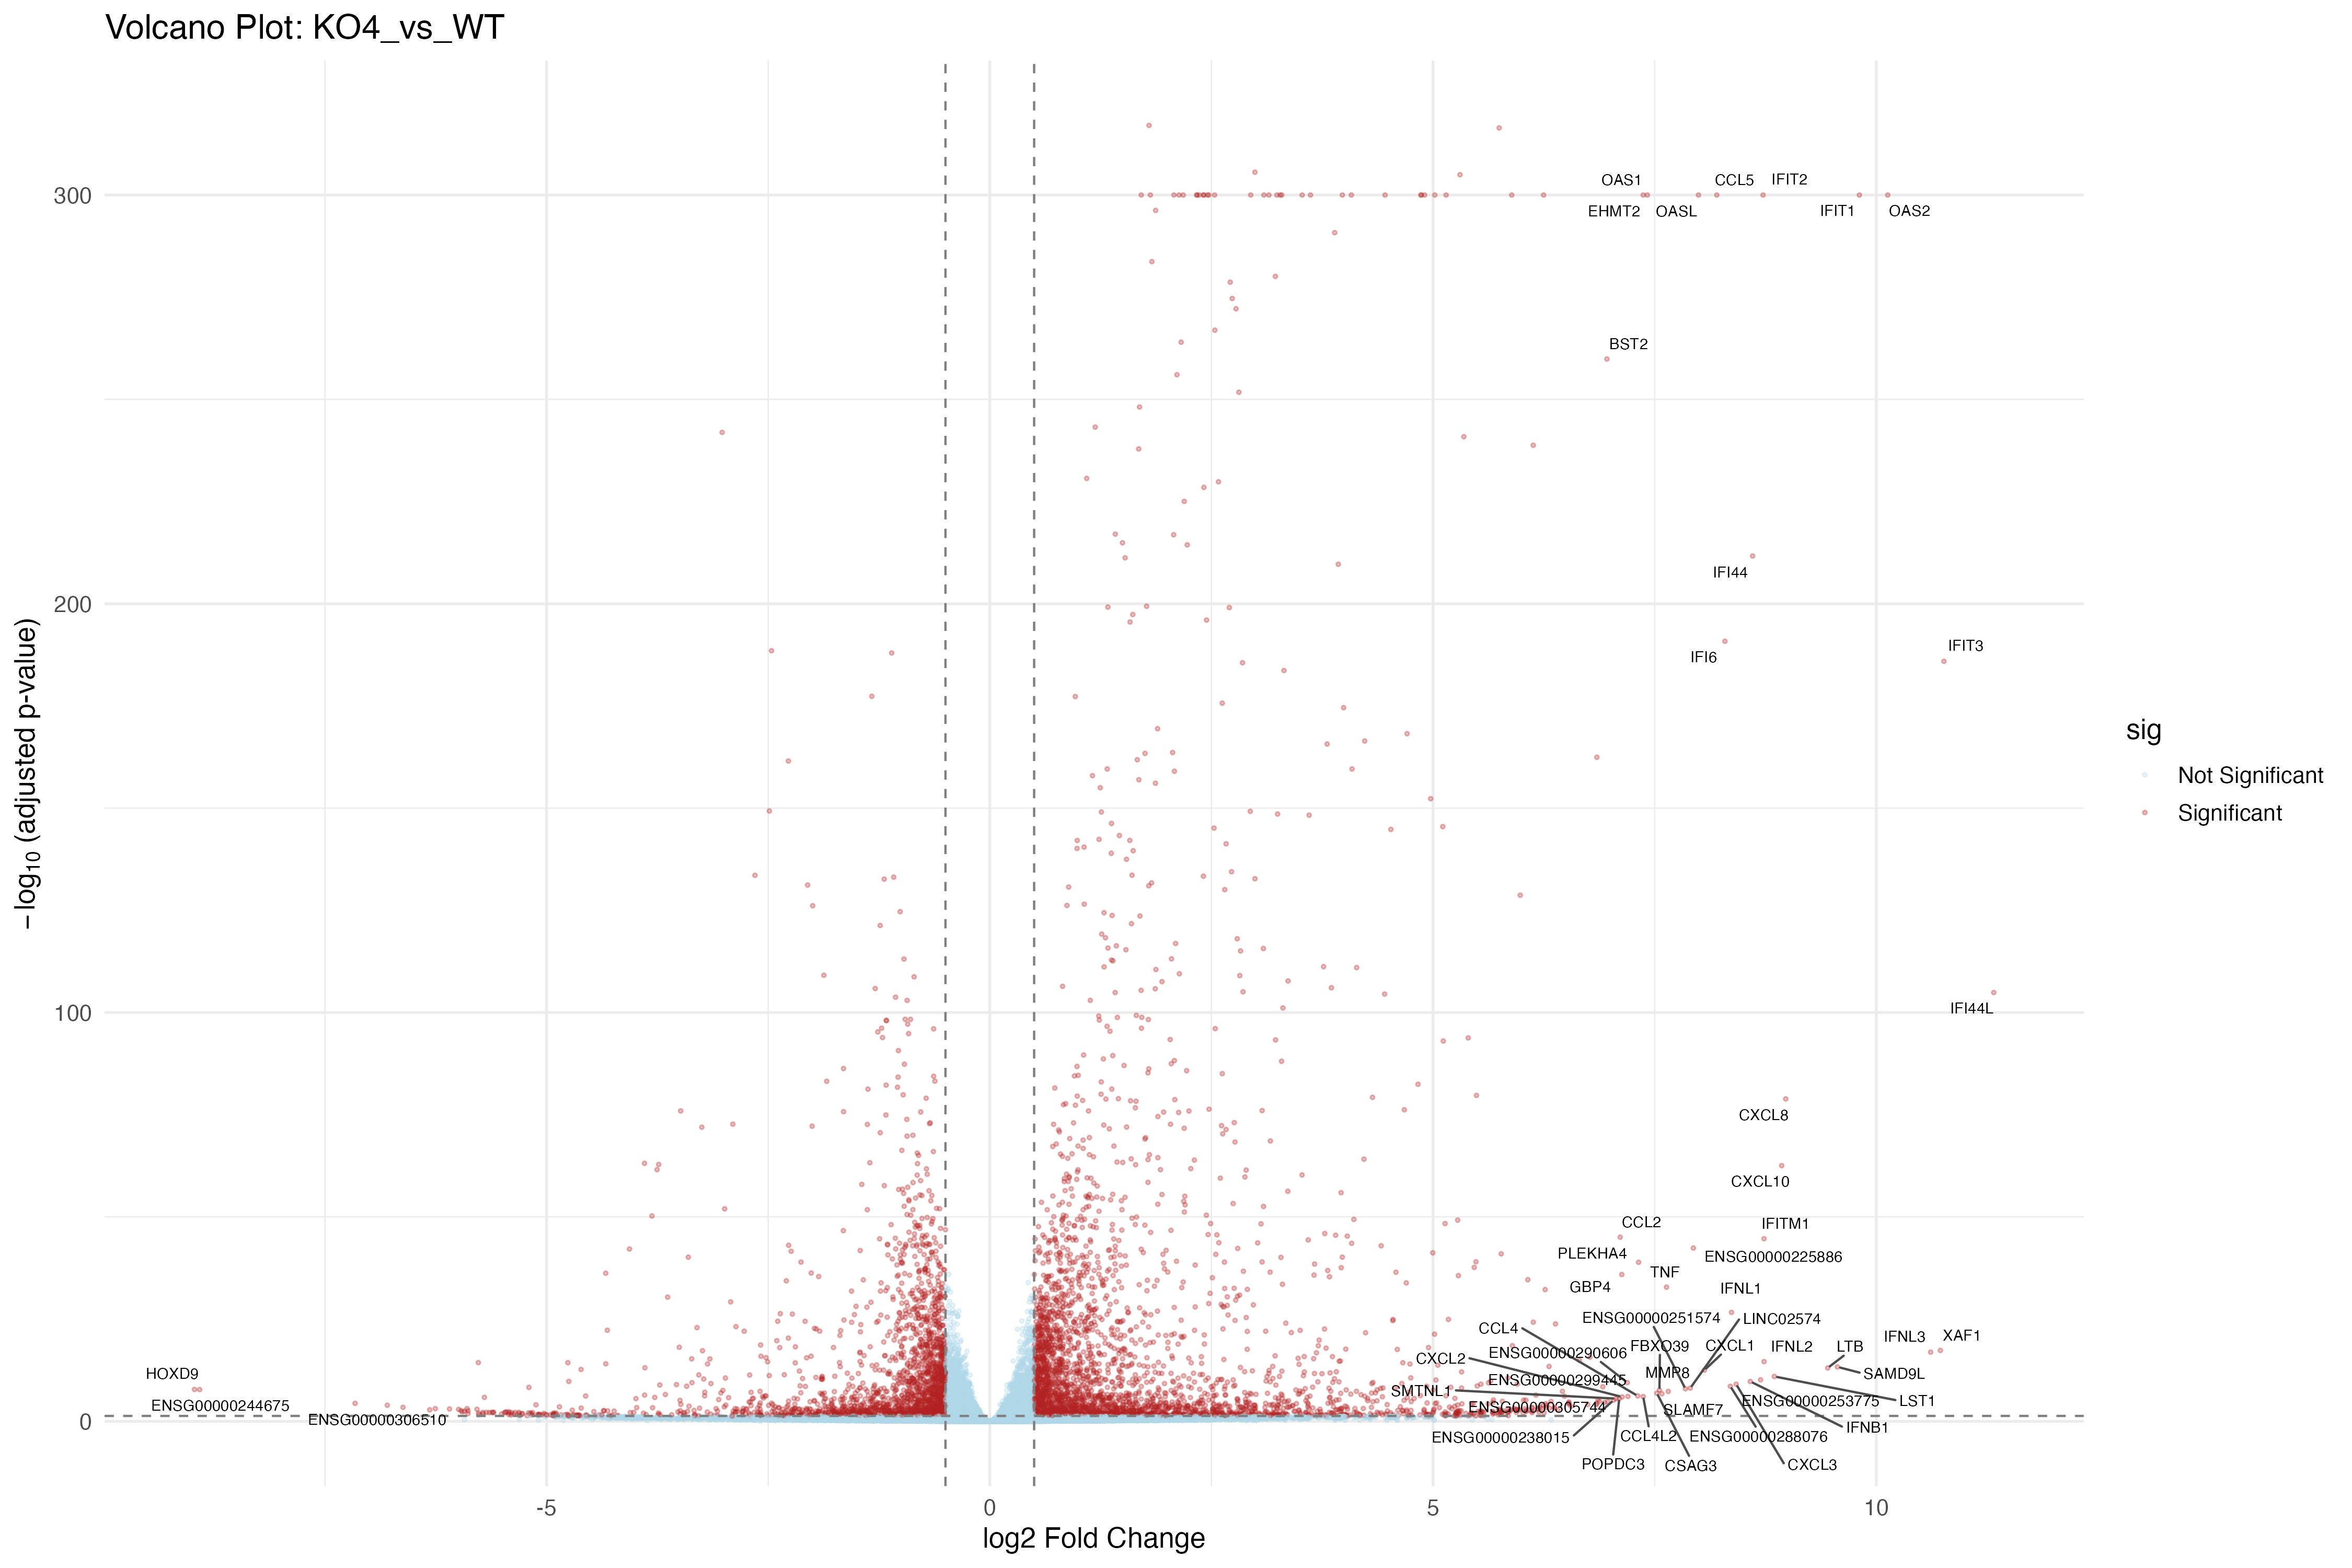 Volcano Plot: KO4_vs_WT
−log10 (adjusted p-value)
300
200
100
0
OAS1
CCL5
IFIT2
EHMT2
OASL
IFIT1
OAS2
BST2
IFI44
IFI6
IFIT3
IFI44L
CXCL8
CXCL10
CCL2
IFITM1
PLEKHA4
ENSG00000225886
GBP4
TNF
IFNL1
ENSG00000251574
LINC02574
CCL4
ENSG00000290606
FBXO39
CXCL1
IFNL2
LTB
IFNL3
XAF1
CXCL2
MMP8
SAMD9L
ENSG00000299445
SMTNL1
ENSG00000305744
SLAMF7
ENSG00000253775
LST1
ENSG00000238015
CCL4L2
ENSG00000288076
IFNB1
POPDC3
CSAG3
CXCL3
HOXD9
ENSG00000244675
ENSG00000306510
-5
0
5
10
log2 Fold Change
sig
Not Significant
Significant